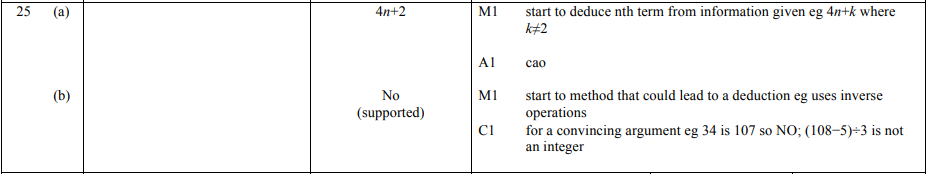 25 (a) 4n+2 M1 start to deduce nth term from information given eg 4n+k where
k≠2
A1 cao
(b) No M1 start to method that could lead to a deduction eg uses inverse
(supported) operations
C1 for a convincing argument eg 34 is 107 so NO; (108−5)÷3 is not
an integer